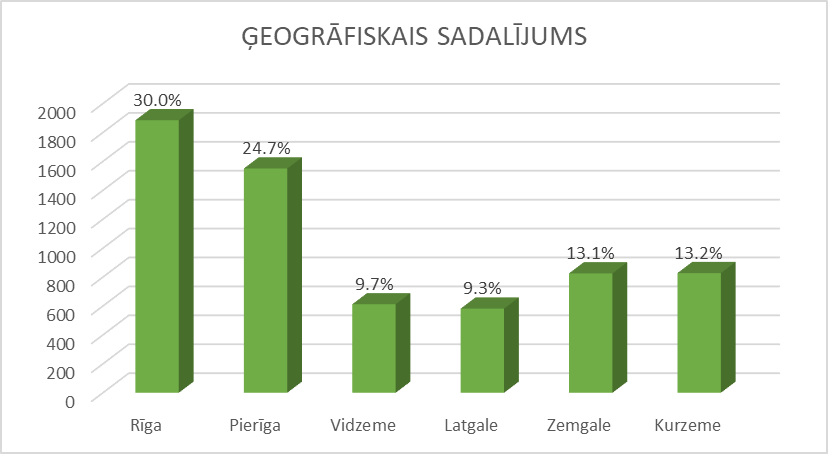 ĢEOGRĀFISKAIS SADALĪJUMS
2000
1800
1600
1400
1200
1000
800
600
400
200
0
30.0%
24.7%
9.7%
9.3%
13.1%
13.2%
Rīga
Pierīga
Vidzeme
Latgale
Zemgale
Kurzeme